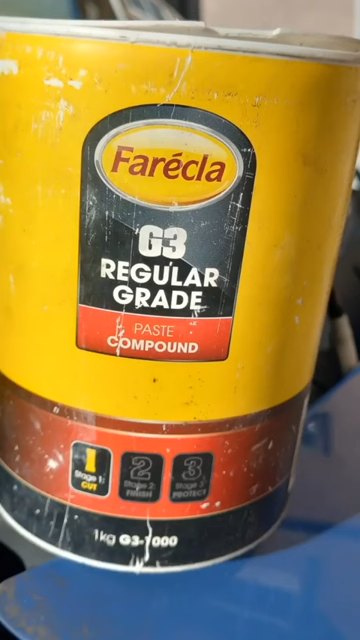 Farécla
G3
REGULAR
GRADE
PASTE
COMPOUND
1 2 3
Stage 1: Stage 2: Stage 3:
CUT FINISH PROTECT
1kg G3-1000